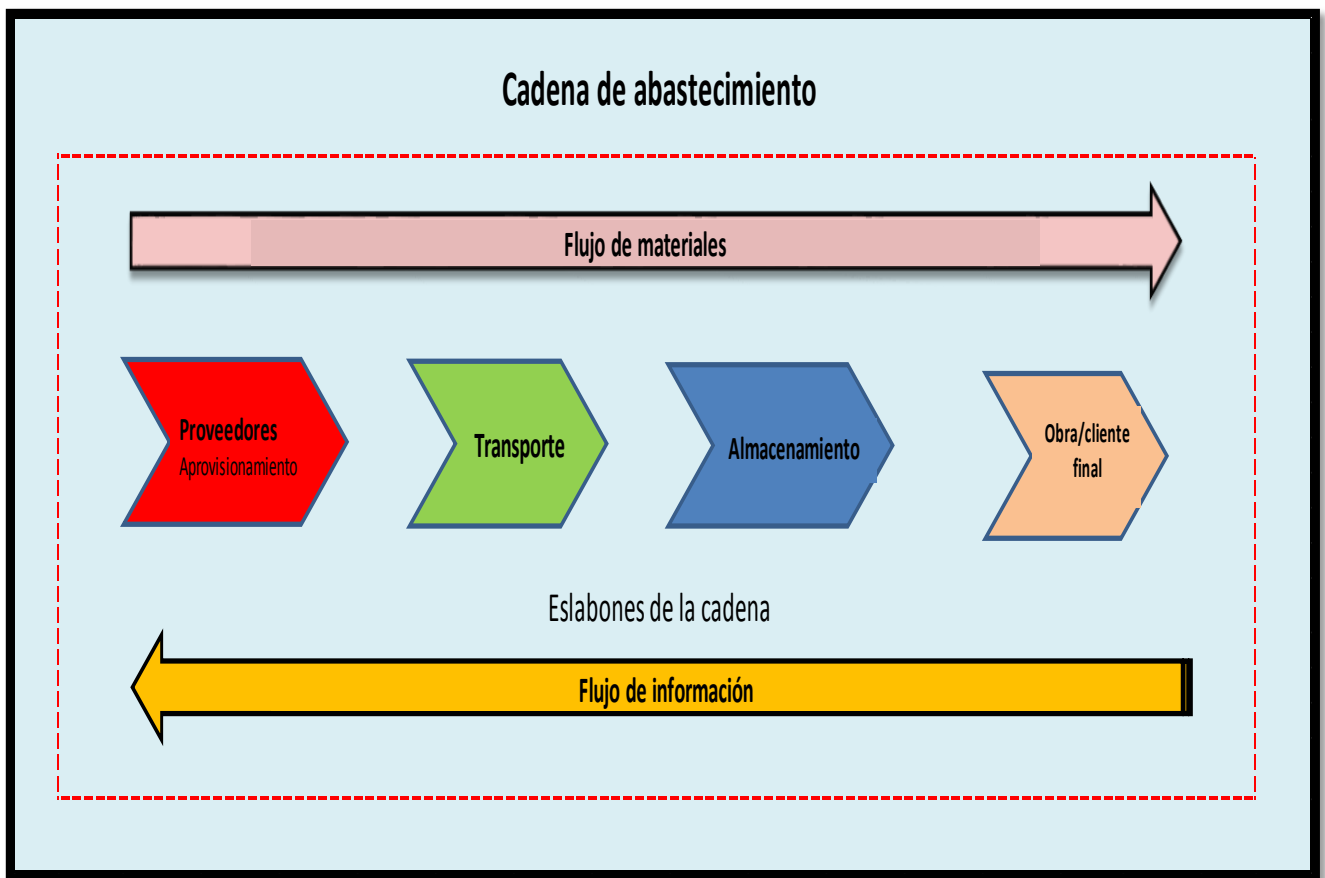 Cadena de abastecimiento
Flujo de materiales
Proveedores
Aprovisionamiento
Transporte
Almacenamiento
Obra/cliente
final
Eslabones de la cadena
Flujo de información